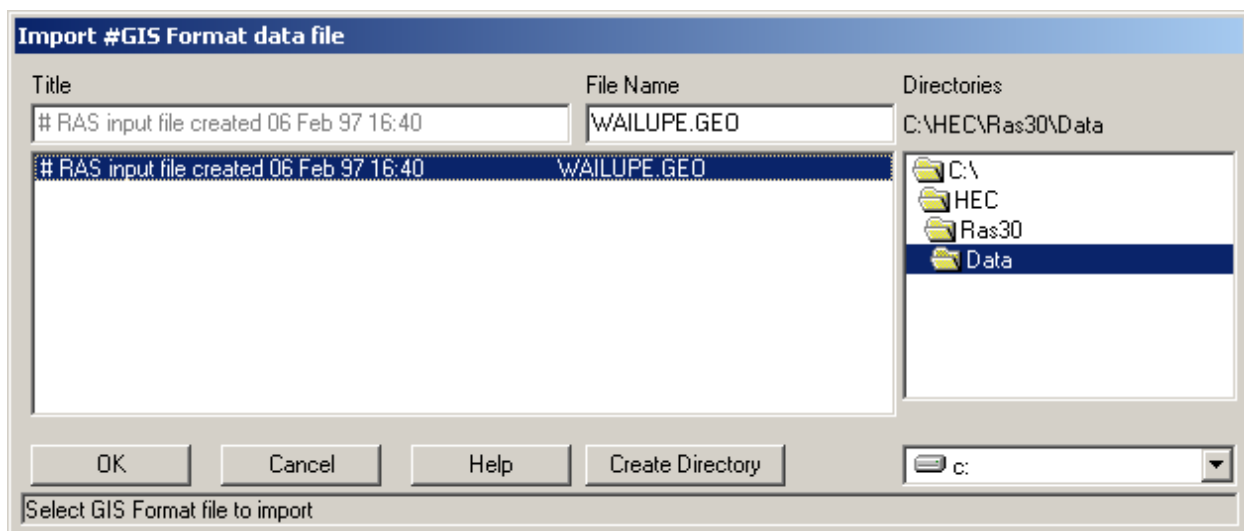 Import #GIS Format data file
Title File Name Directories
# RAS input file created 06 Feb 97 16:40 WAILUPE.GEO C:\HEC\Ras30\Data
# RAS input file created 06 Feb 97 16:40 WAILUPE.GEO
C:\
HEC
Ras30
Data
OK Cancel Help Create Directory c:
Select GIS Format file to import